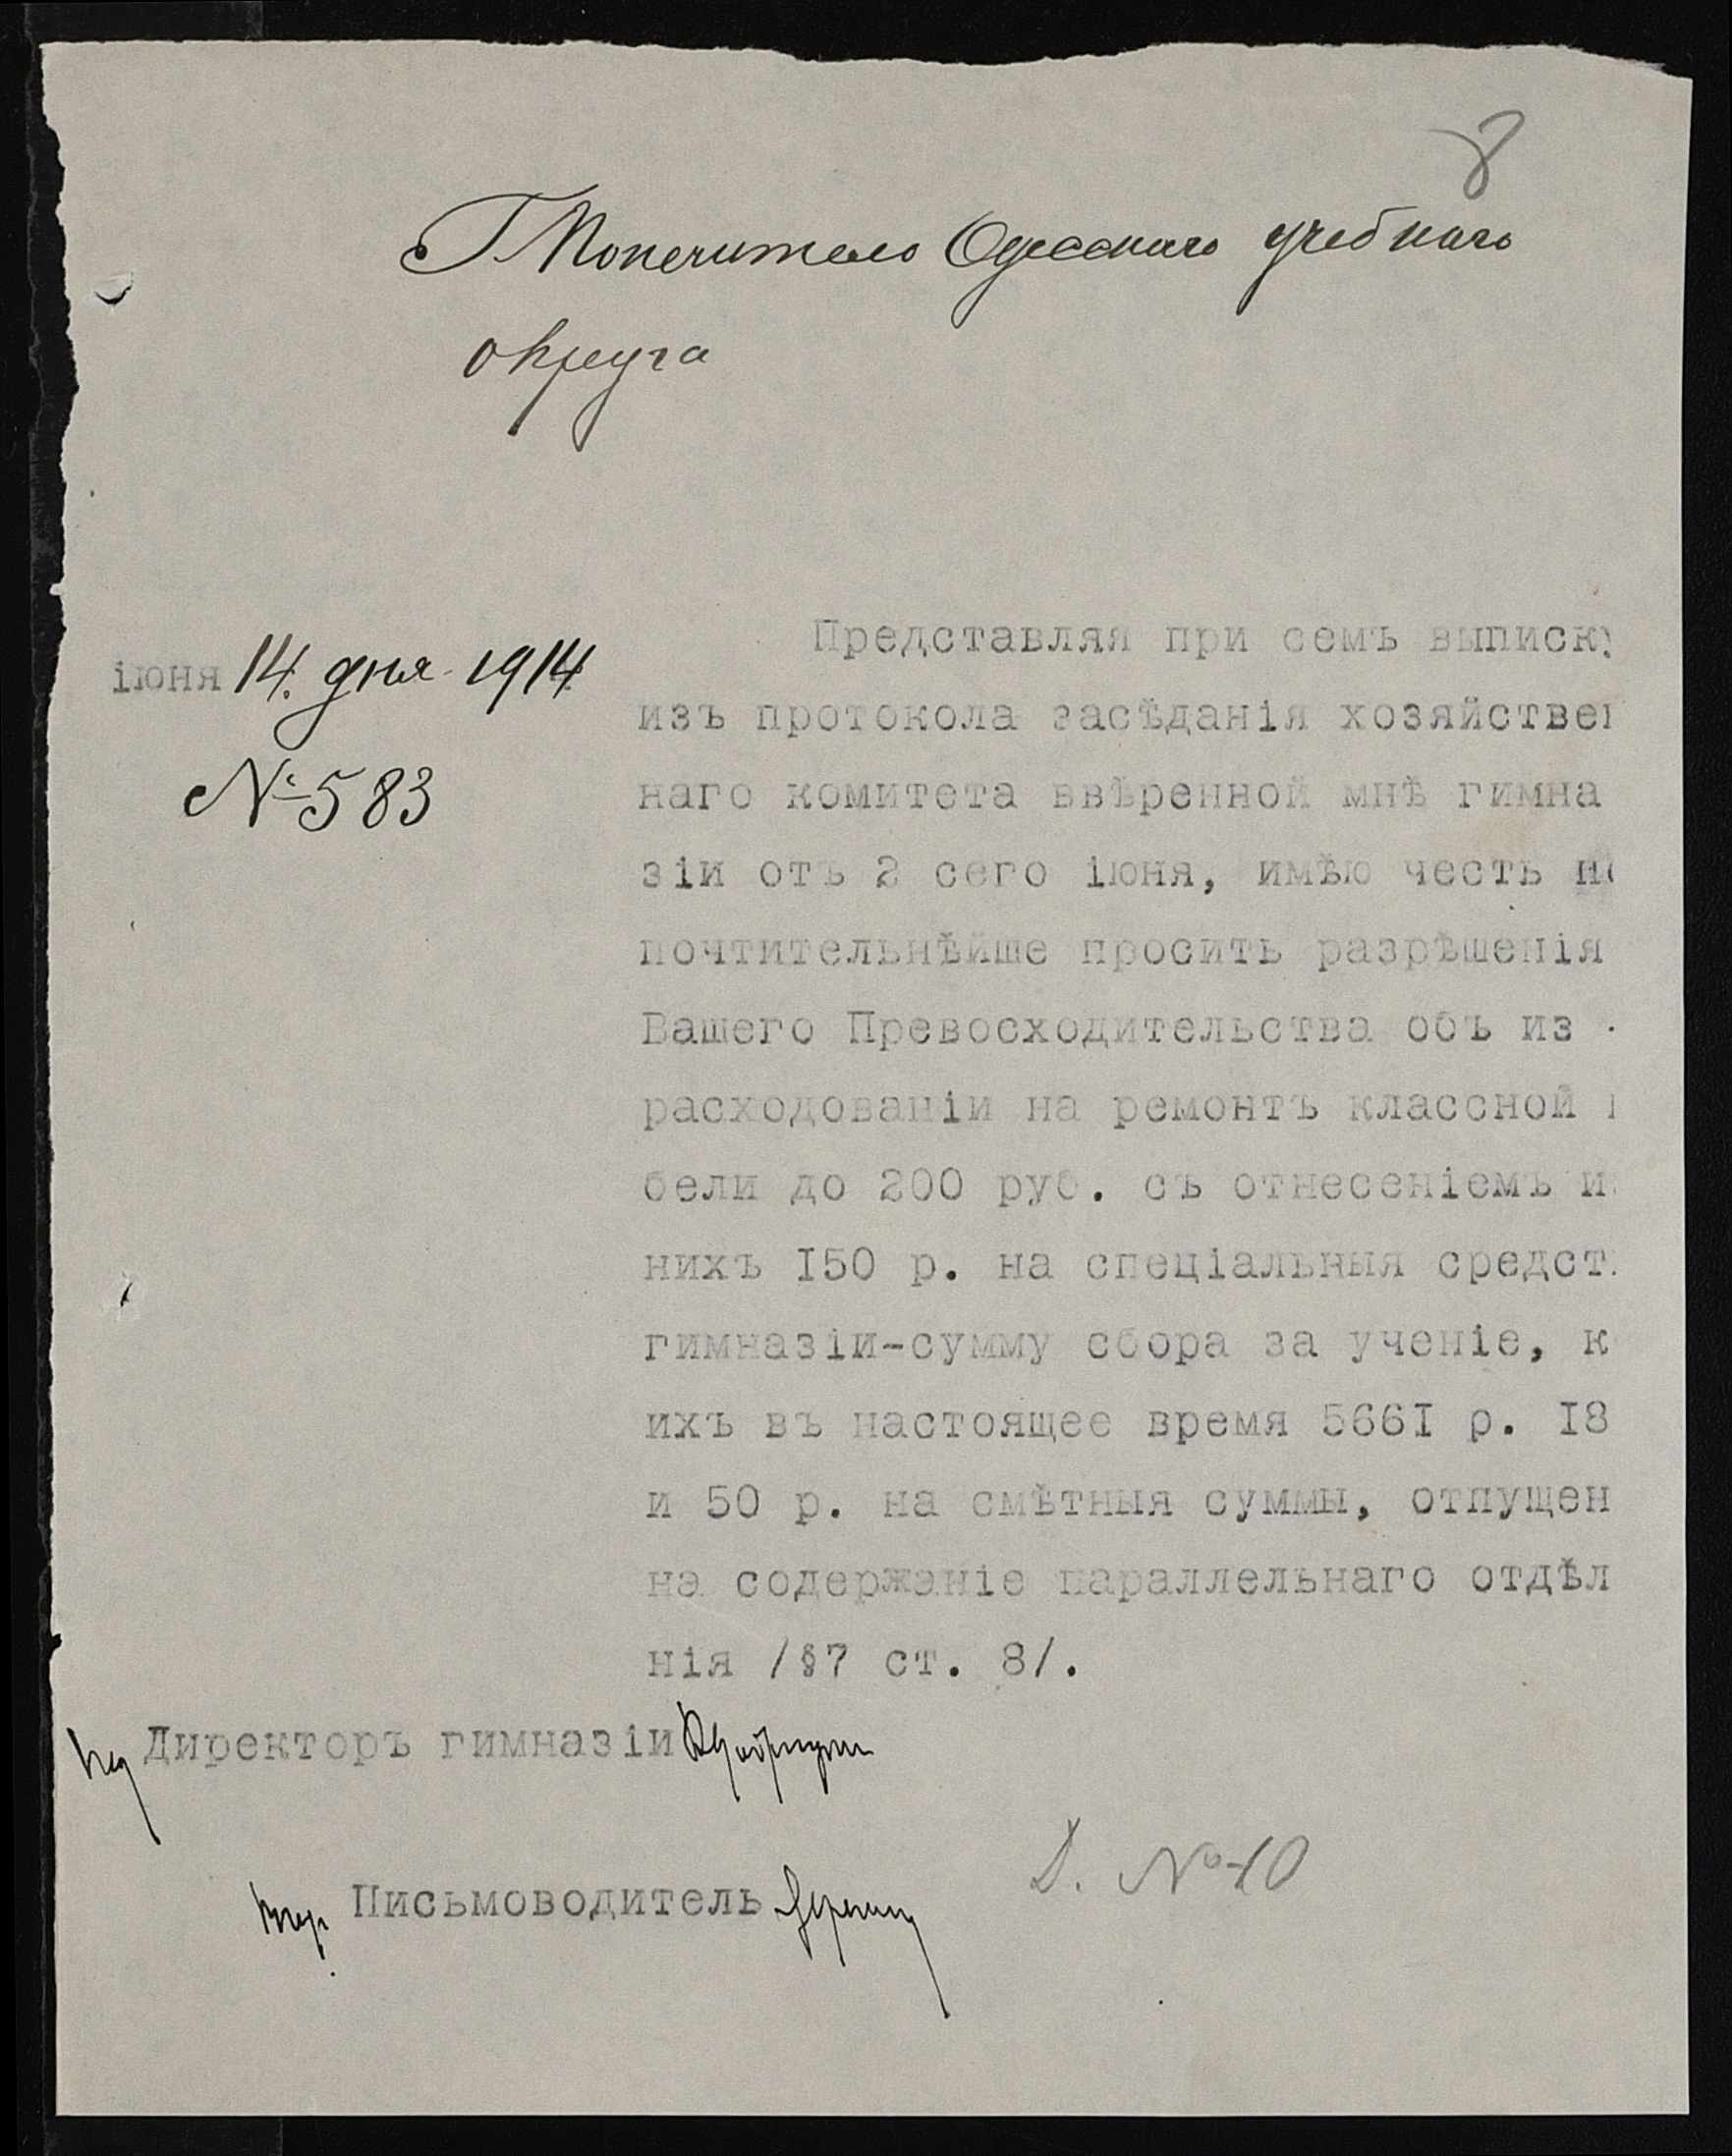 8
Г Попечителю Одесскаго учебнаго
округа
іюня 14. дня 1914
№ 583
Представляя при семъ выписку
изъ протокола засѣданія хозяйствен
наго комитета ввѣренной мнѣ гимна
зіи отъ 2 сего іюня, имѣю честь
почтительнѣйше просить разрѣшенія
Вашего Превосходительства объ из -
расходованіи на ремонтъ классной
бели до 200 руб. съ отнесеніемъ и
нихъ I50 р. на спеціальныя средст
гимназіи-сумму сбора за ученіе, к
ихъ въ настоящее время 566I р. I8
и 50 р. на смѣтныя суммы, отпущен
на содержаніе параллельнаго отдѣл
нія /§7 ст. 8/.
Директоръ гимназіи
Письмоводитель
Д. № 10